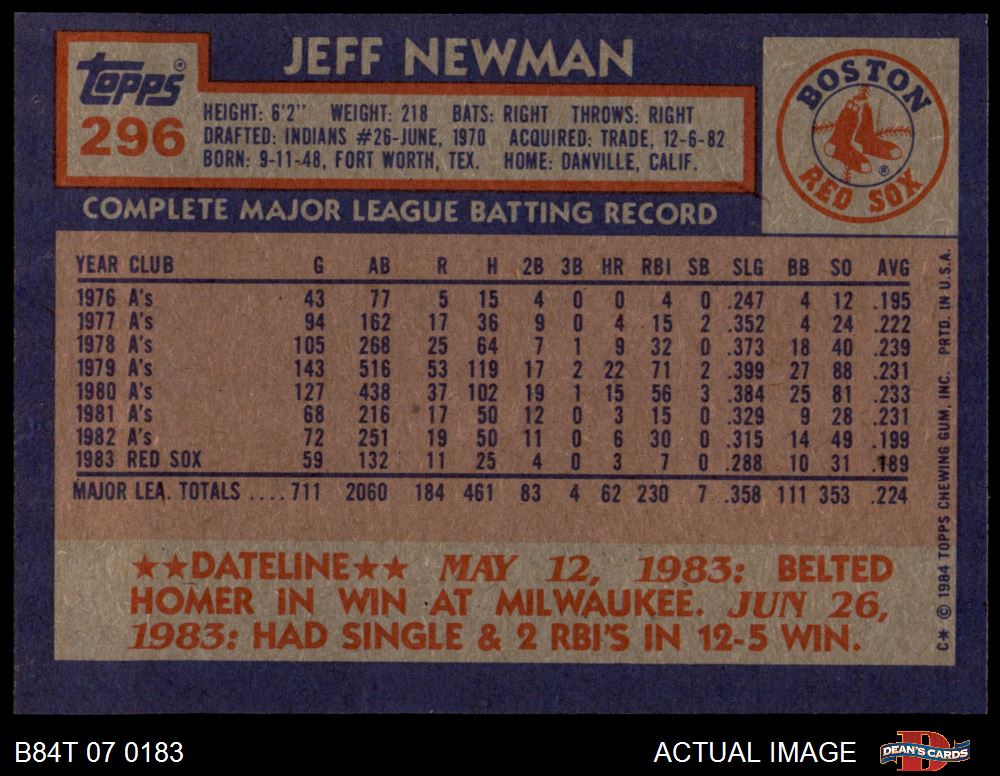 JEFF NEWMAN
Topps®
296
HEIGHT: 6'2" WEIGHT: 218 BATS: RIGHT THROWS: RIGHT
DRAFTED: INDIANS #26-JUNE, 1970 ACQUIRED: TRADE, 12-6-82
BORN: 9-11-48, FORT WORTH, TEX. HOME: DANVILLE, CALIF.
BOSTON
RED SOX
®
COMPLETE MAJOR LEAGUE BATTING RECORD
YEAR CLUB G AB R H 2B 3B HR RBI SB SLG BB SO AVG
1976 A's 43 77 5 15 4 0 0 4 0 .247 4 12 .195
1977 A's 94 162 17 36 9 0 4 15 2 .352 4 24 .222
1978 A's 105 268 25 64 7 1 9 32 0 .373 18 40 .239
1979 A's 143 516 53 119 17 2 22 71 2 .399 27 88 .231
1980 A's 127 438 37 102 19 1 15 56 3 .384 25 81 .233
1981 A's 68 216 17 50 12 0 3 15 0 .329 9 28 .231
1982 A's 72 251 19 50 11 0 6 30 0 .315 14 49 .199
1983 RED SOX 59 132 11 25 4 0 3 7 0 .288 10 31 .189
MAJOR LEA. TOTALS .... 711 2060 184 461 83 4 62 230 7 .358 111 353 .224
★★DATELINE★★ MAY 12, 1983: BELTED
HOMER IN WIN AT MILWAUKEE. JUN 26,
1983: HAD SINGLE & 2 RBI'S IN 12-5 WIN.
C* © 1984 TOPPS CHEWING GUM, INC. PRTD. IN U.S.A.
B84T 07 0183
ACTUAL IMAGE
D
DEAN'S CARDS